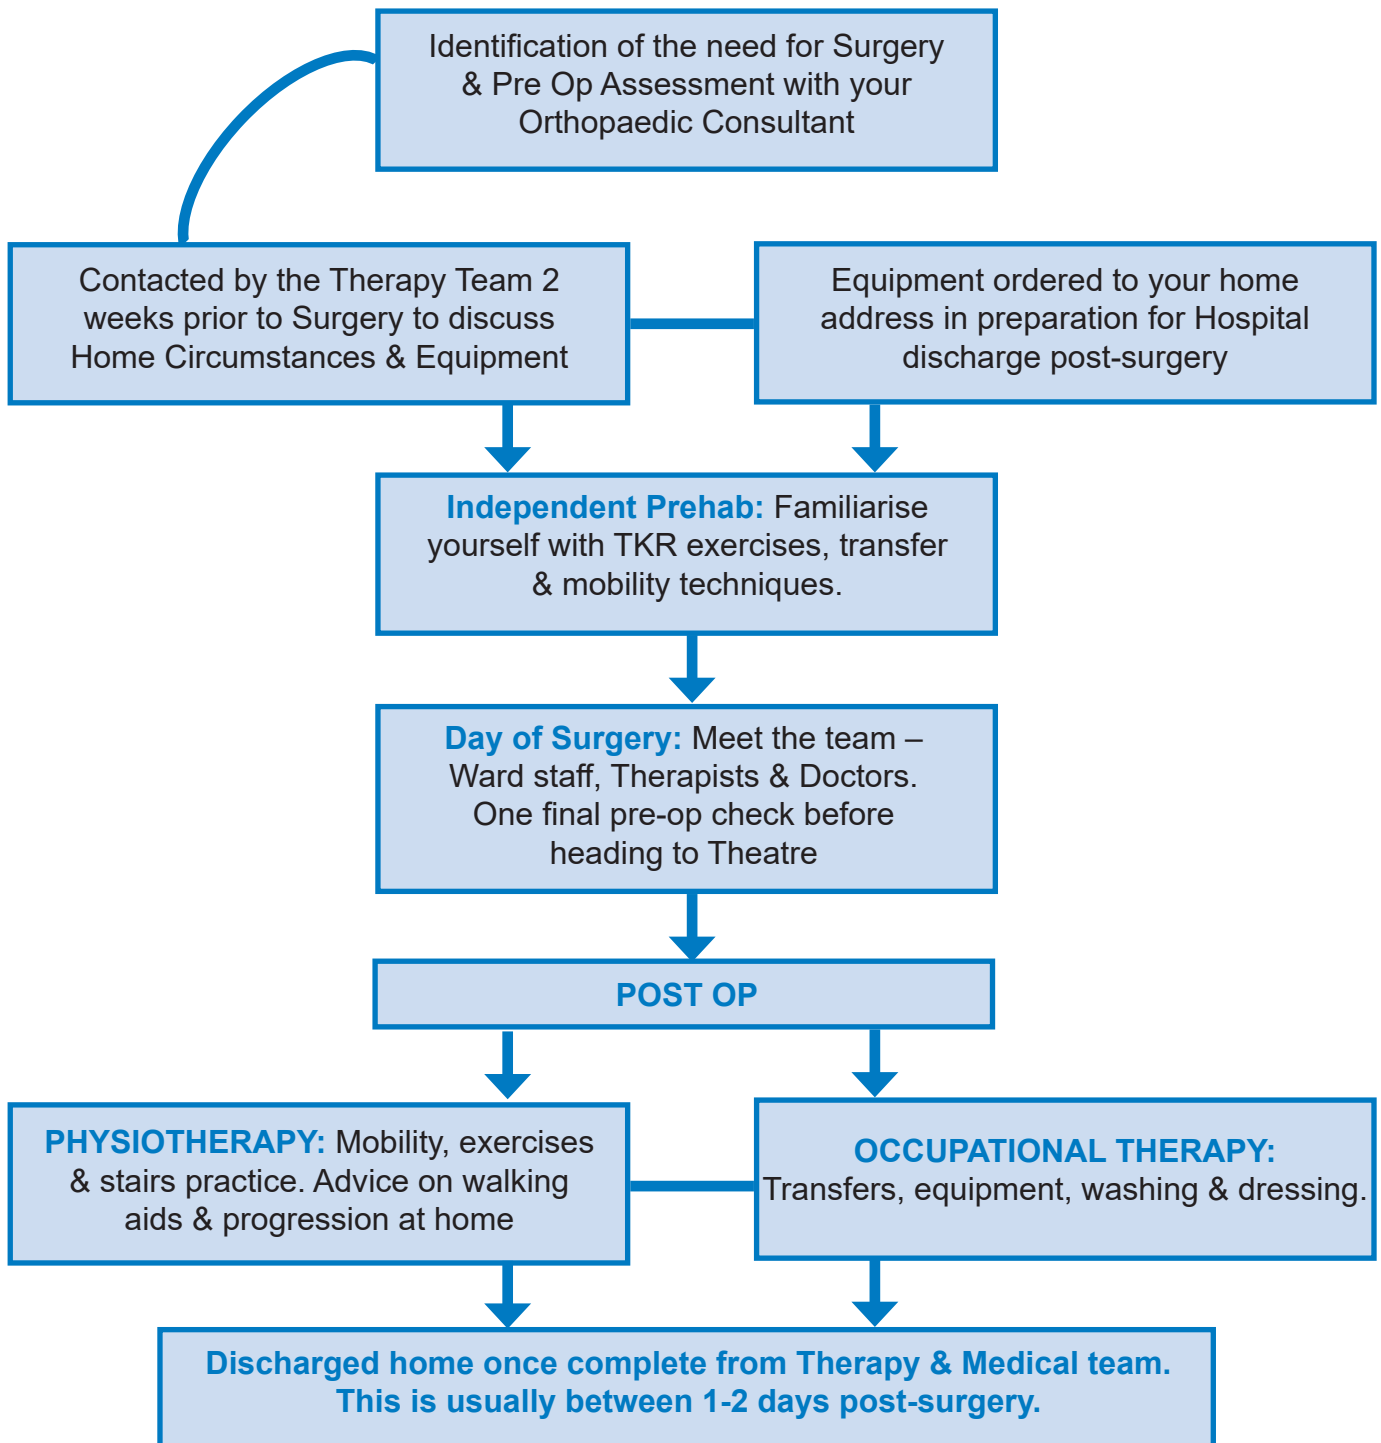 Identification of the need for Surgery
& Pre Op Assessment with your
Orthopaedic Consultant
Contacted by the Therapy Team 2
weeks prior to Surgery to discuss
Home Circumstances & Equipment
Equipment ordered to your home
address in preparation for Hospital
discharge post-surgery
Independent Prehab: Familiarise
yourself with TKR exercises, transfer
& mobility techniques.
Day of Surgery: Meet the team –
Ward staff, Therapists & Doctors.
One final pre-op check before
heading to Theatre
POST OP
PHYSIOTHERAPY: Mobility, exercises
& stairs practice. Advice on walking
aids & progression at home
OCCUPATIONAL THERAPY:
Transfers, equipment, washing & dressing.
Discharged home once complete from Therapy & Medical team.
This is usually between 1-2 days post-surgery.